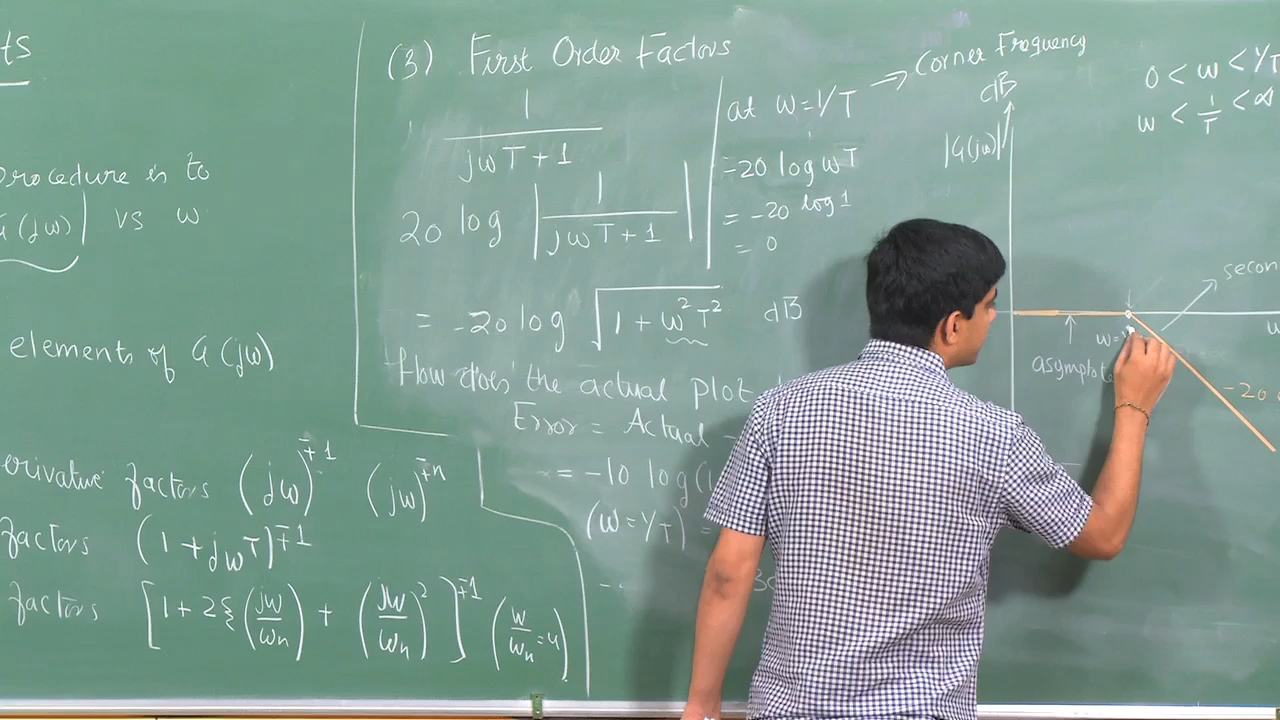 ts
procedure is to
G(jω)| vs ω
elements of G(jω)
erivative factors (jω)^∓1 (jω)^∓n
factors (1+jωT)^∓1
factors [1+2ξ(jω/ωn) + (jω/ωn)²]^∓1 (ω/ωn=u)
(3) First Order Factors
1/(jωT+1)
20 log |1/(jωT+1)|
= -20 log √(1+ω²T²) dB
How does the actual plot
Error = Actual -
= -10 log(1
(ω=1/T) =
at ω=1/T → Corner Frequency
-20 log ωT
= -20 log 1
= 0
dB
|G(jω)|
0 < ω < 1/T
ω < 1/T < ∞
secon
ω=
ω
asymptote
-20